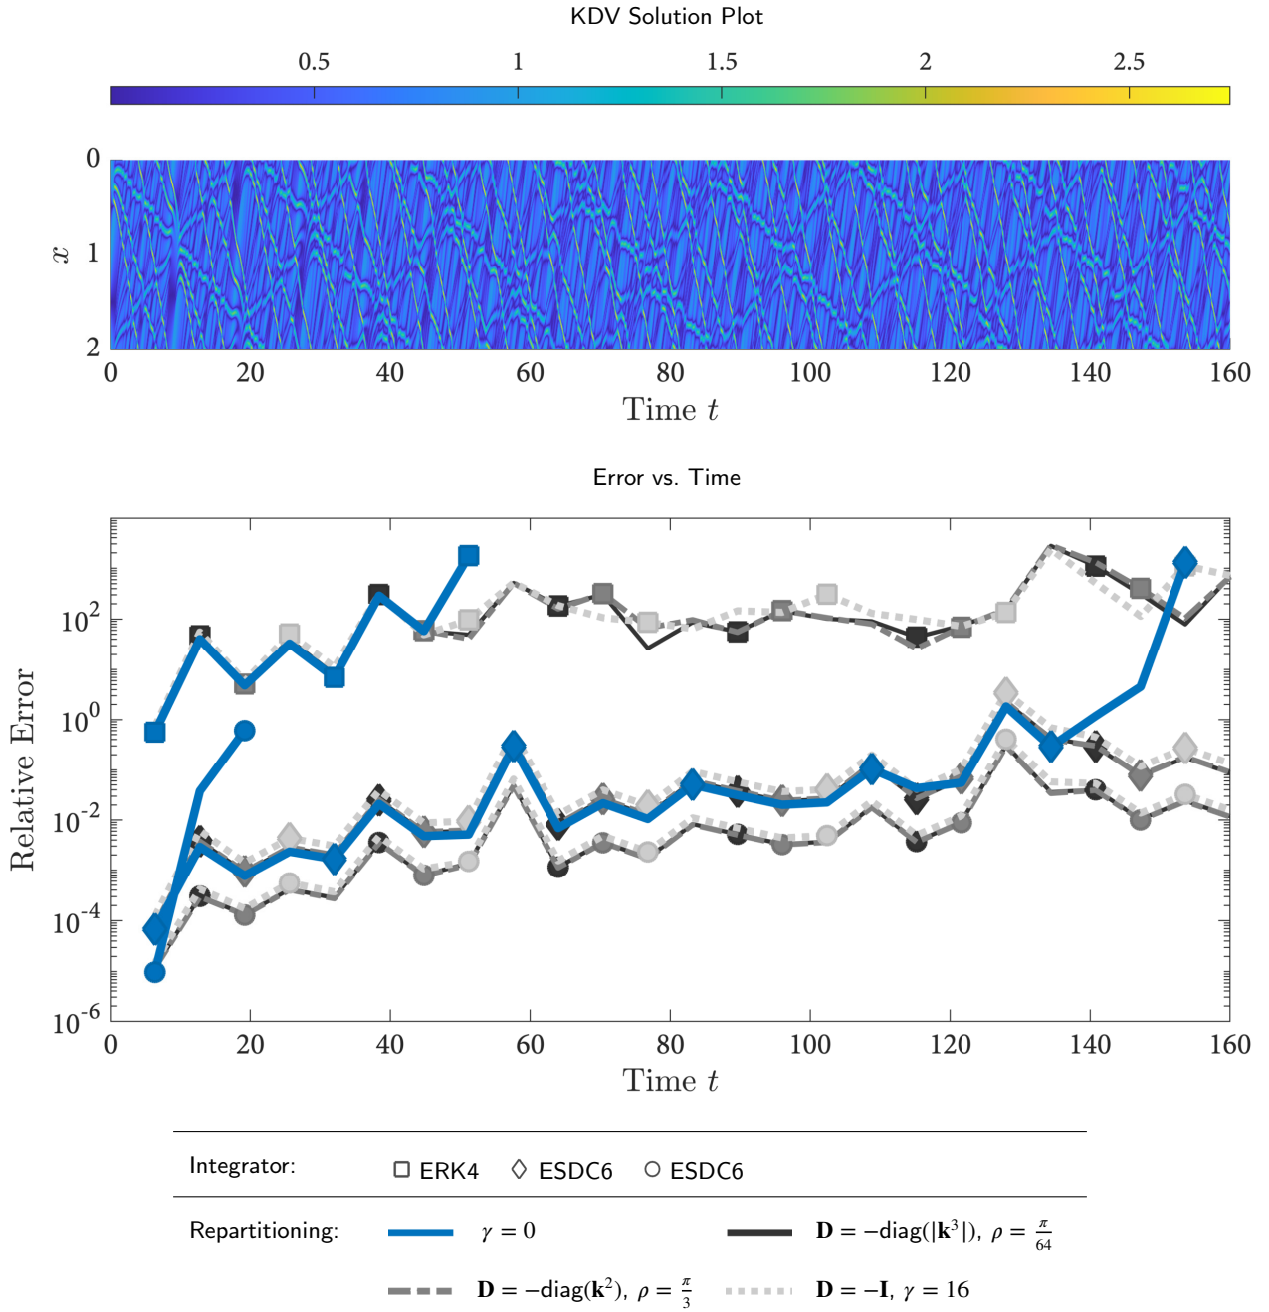 KDV Solution Plot
0.5 1 1.5 2 2.5
0
1
2
x
0 20 40 60 80 100 120 140 160
Time t
Error vs. Time
10^2
10^0
10^-2
10^-4
10^-6
Relative Error
0 20 40 60 80 100 120 140 160
Time t
Integrator: ERK4 ESDC6 ESDC6
Repartitioning: γ = 0 D = −diag(|k^3|), ρ = π/64
D = −diag(k^2), ρ = π/3 D = −I, γ = 16